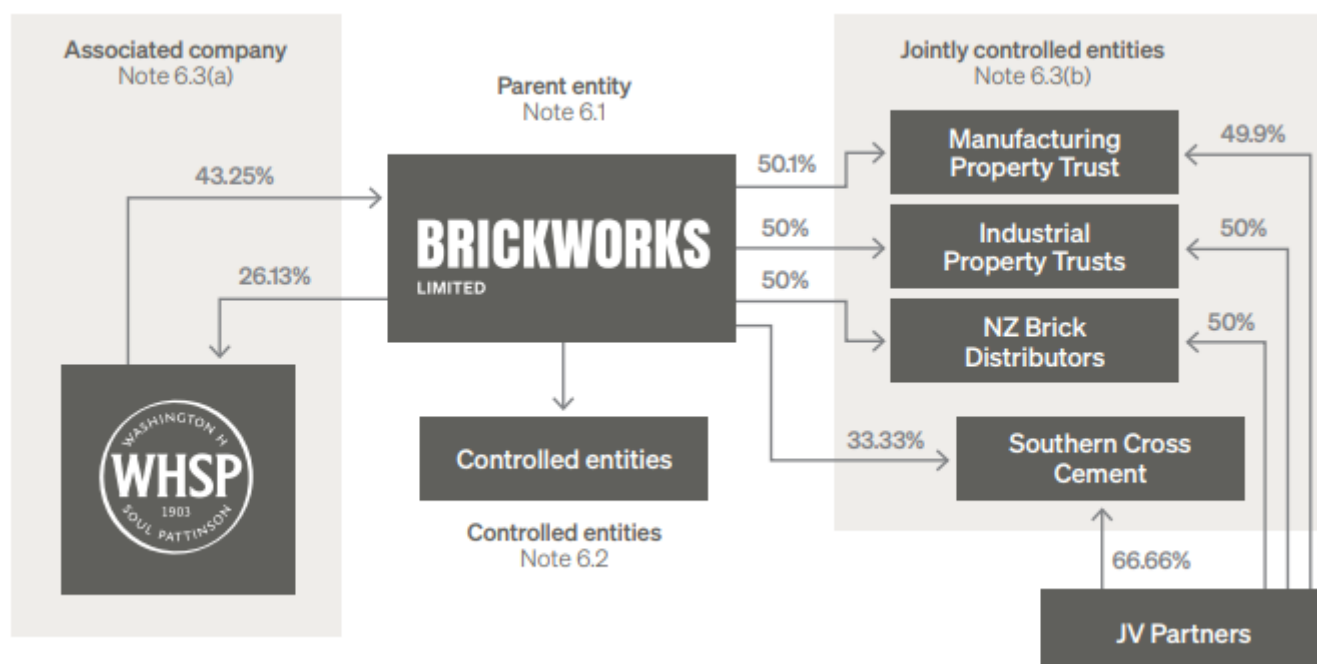 Associated company
Note 6.3(a)
Parent entity
Note 6.1
Jointly controlled entities
Note 6.3(b)
43.25%
26.13%
BRICKWORKS
LIMITED
50.1%
50%
50%
33.33%
Manufacturing
Property Trust
49.9%
Industrial
Property Trusts
50%
NZ Brick
Distributors
50%
Southern Cross
Cement
66.66%
JV Partners
WASHINGTON H
WHSP
1903
SOUL PATTINSON
Controlled entities
Controlled entities
Note 6.2